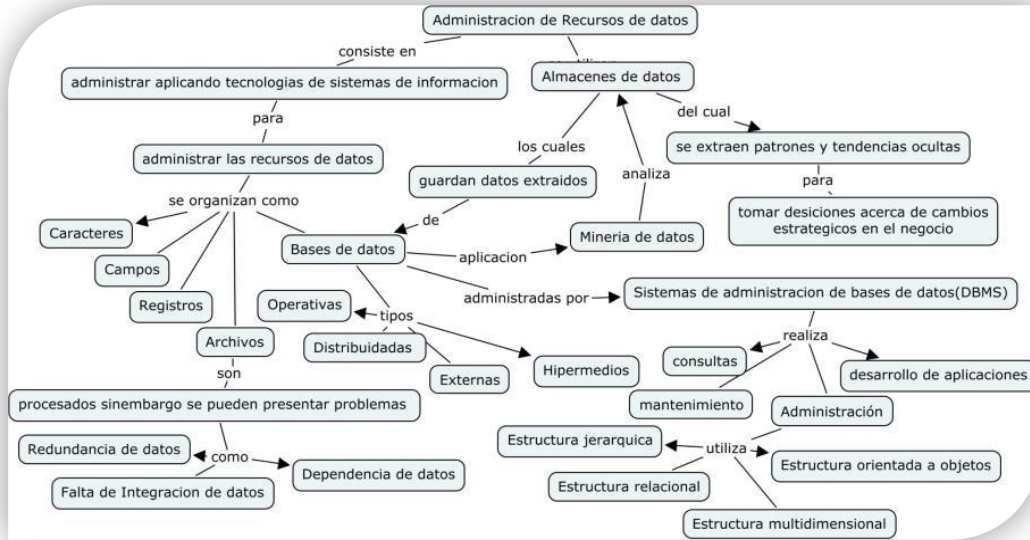 Administracion de Recursos de datos
consiste en
administrar aplicando tecnologias de sistemas de informacion
Almacenes de datos
para
del cual
administrar las recursos de datos
los cuales
se extraen patrones y tendencias ocultas
se organizan como
guardan datos extraidos
analiza
para
Caracteres
de
tomar desiciones acerca de cambios
estrategicos en el negocio
Campos
Bases de datos
aplicacion
Mineria de datos
Registros
Operativas
administradas por
Sistemas de administracion de bases de datos(DBMS)
tipos
Archivos
Distribuidadas
realiza
son
Externas
Hipermedios
consultas
desarrollo de aplicaciones
procesados sinembargo se pueden presentar problemas
mantenimiento
Administración
Redundancia de datos
como
Estructura jerarquica
utiliza
Falta de Integracion de datos
Dependencia de datos
Estructura relacional
Estructura orientada a objetos
Estructura multidimensional